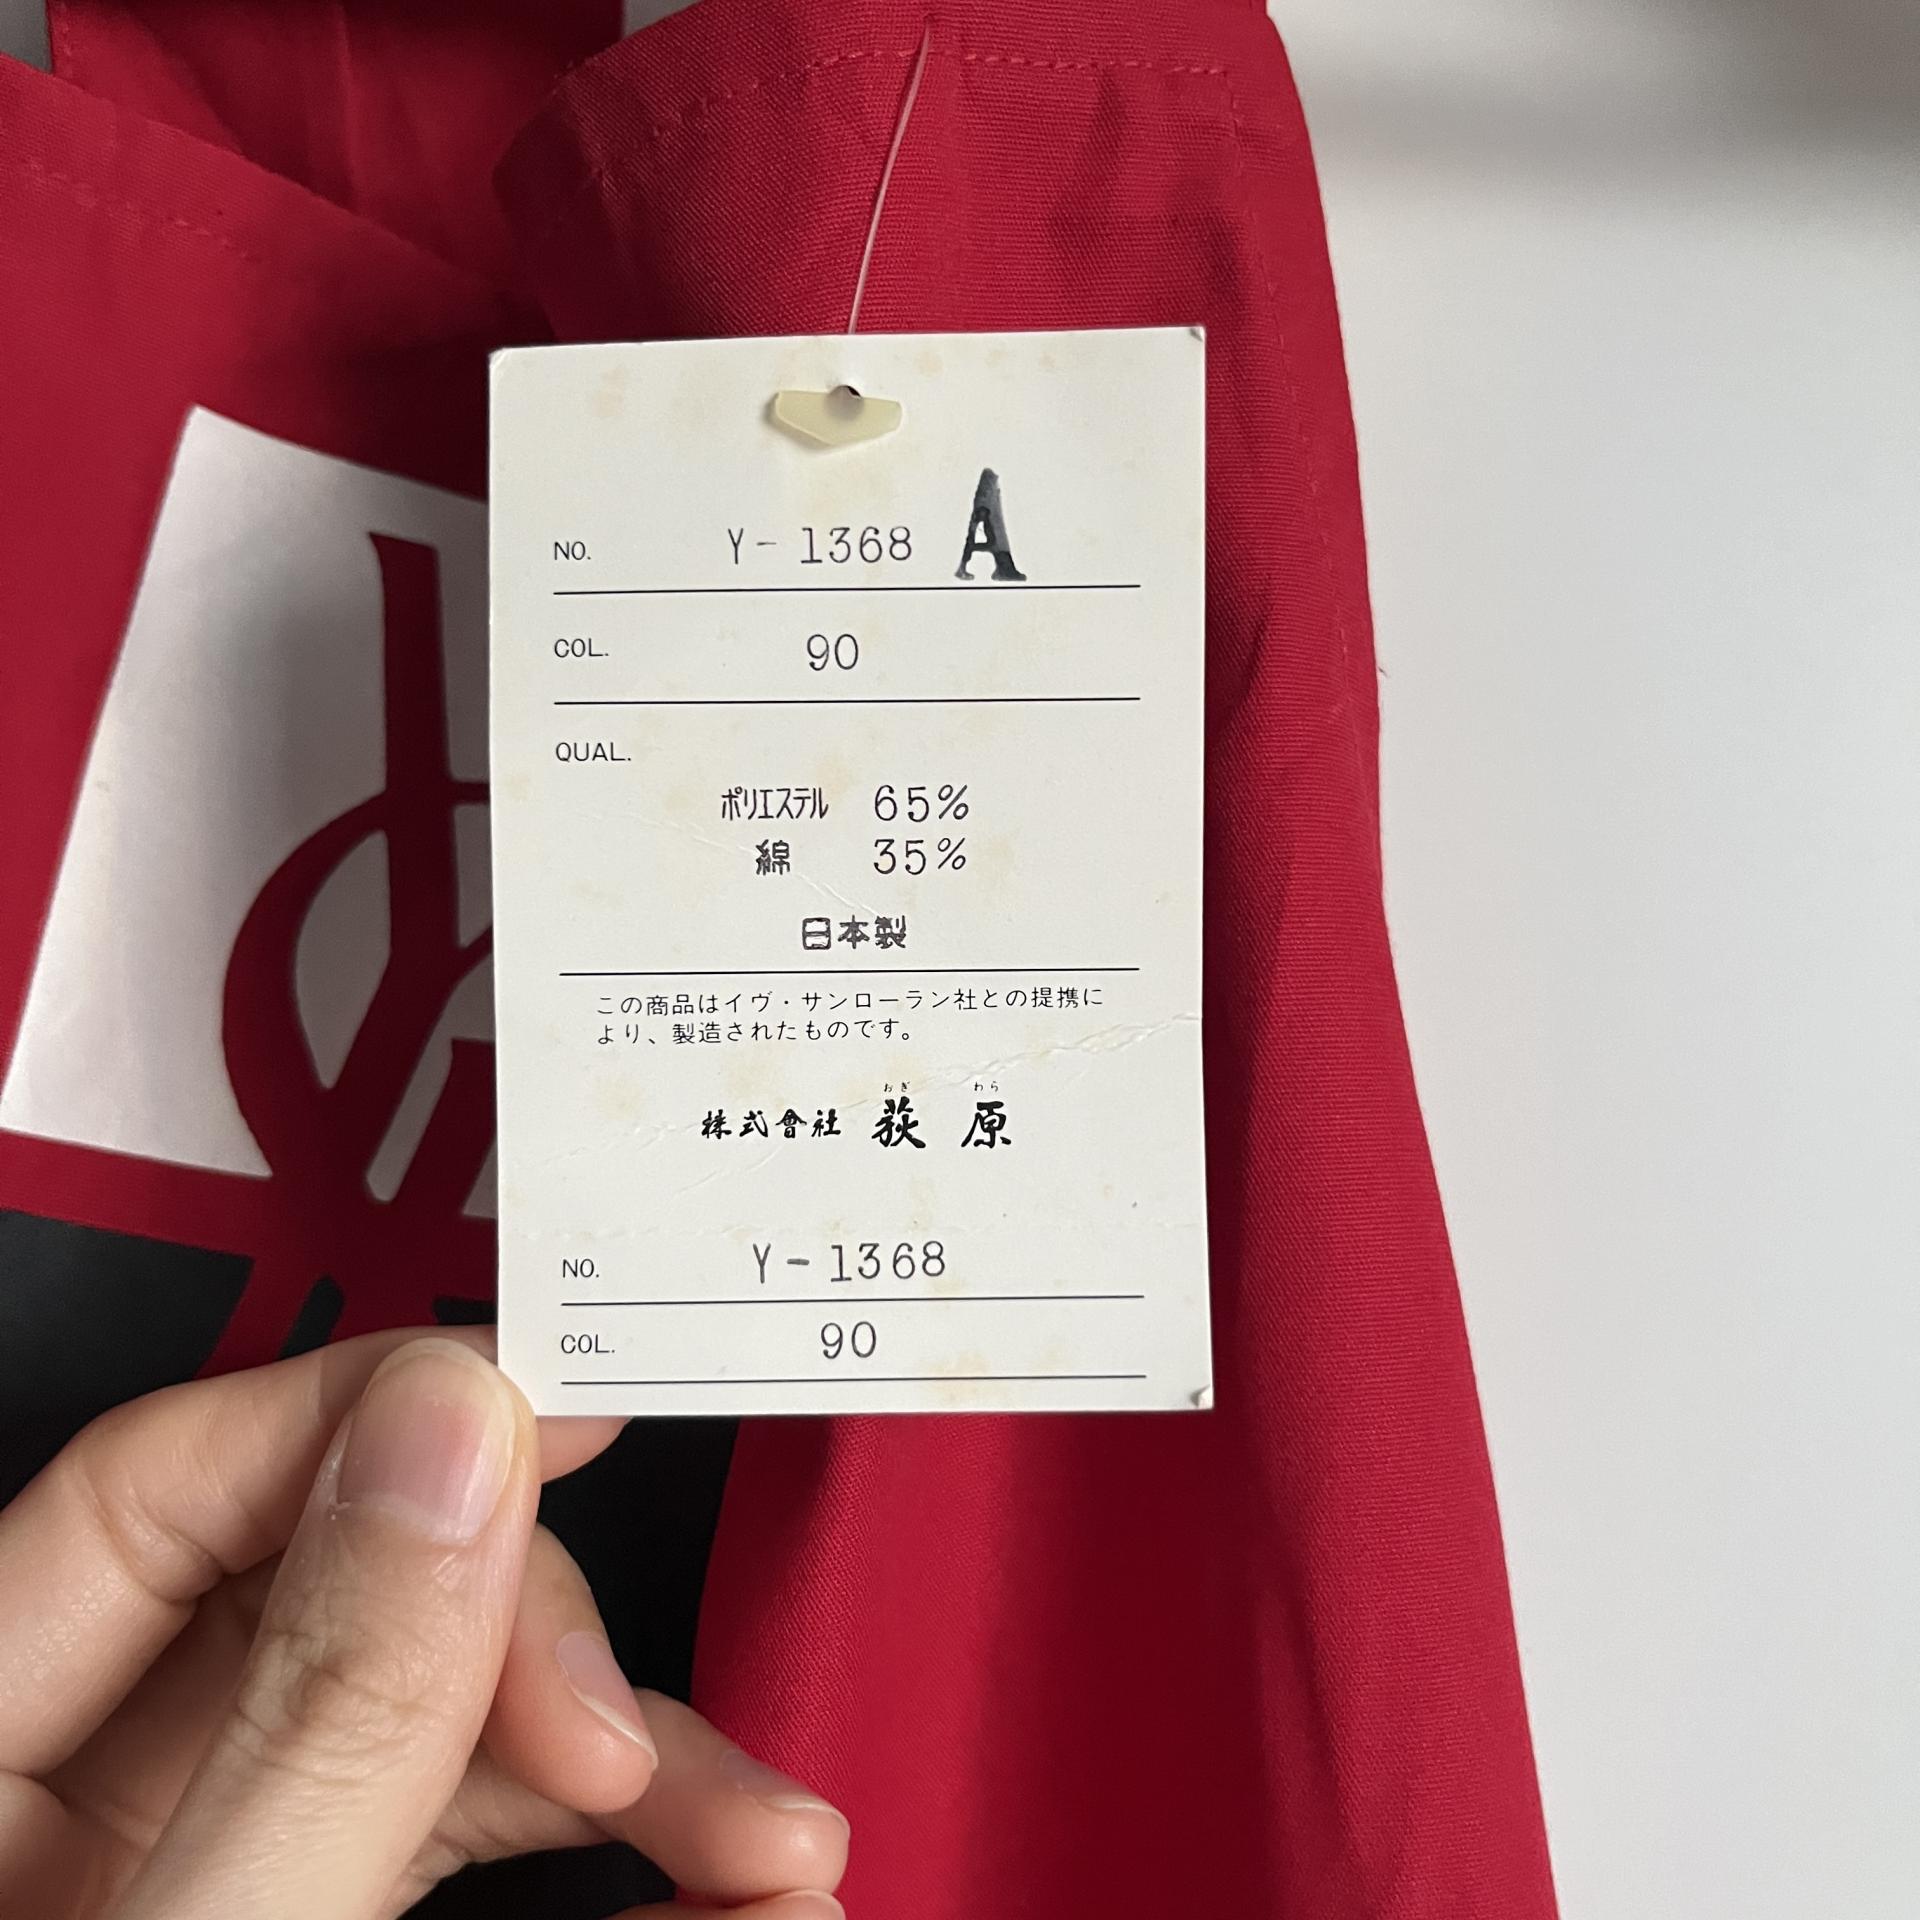 NO. Y-1368 A
COL. 90
QUAL.
ポリエステル 65%
綿 35%
日本製
この商品はイヴ・サンローラン社との提携に
より、製造されたものです。
おぎ わら
株式會社 荻原
NO. Y-1368
COL. 90